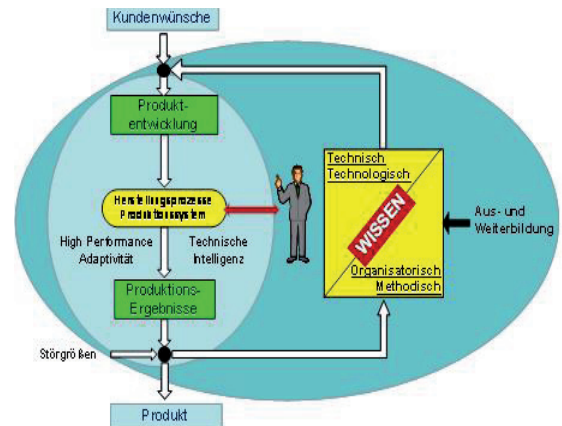 Kundenwünsche
Produkt-
entwicklung
Herstellungsprozesse
Produktionssystem
High Performance
Adaptivität
Technische
Intelligenz
Produktions-
Ergebnisse
Störgrößen
Produkt
Technisch
Technologisch
WISSEN
Organisatorisch
Methodisch
Aus- und
Weiterbildung